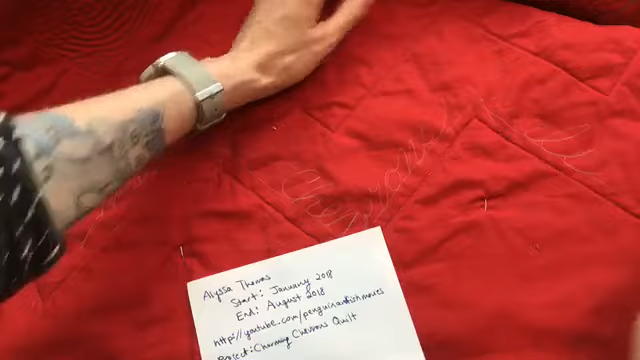 Alyssa Thomas
Start: January 2018
End: August 2018
http://youtube.com/penguinandfishmovies
Project: Charming Chevrons Quilt